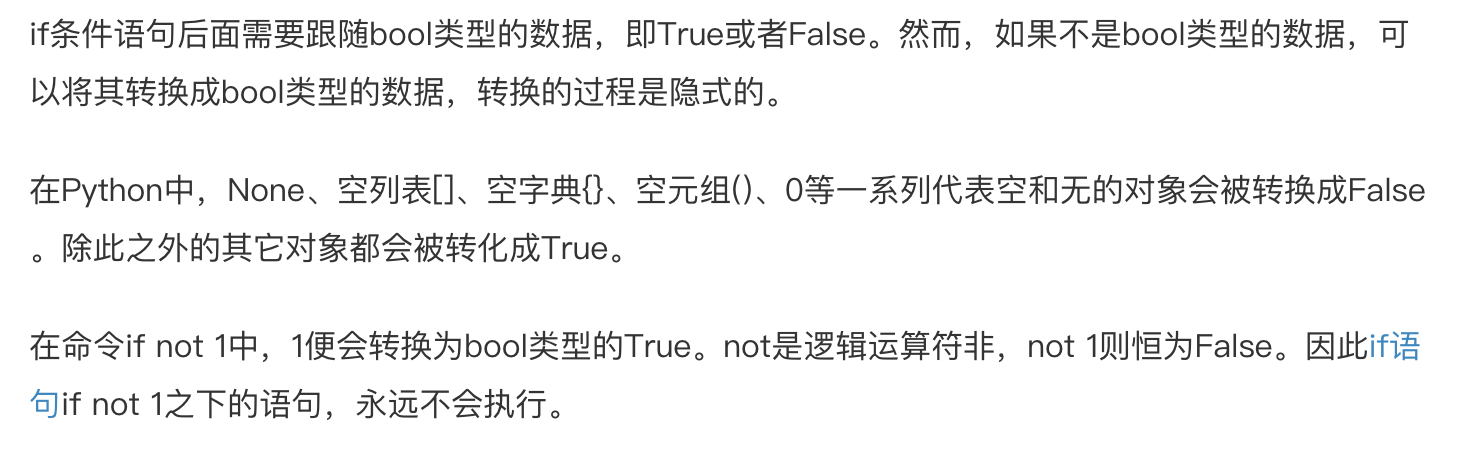 if条件语句后面需要跟随bool类型的数据，即True或者False。然而，如果不是bool类型的数据，可
以将其转换成bool类型的数据，转换的过程是隐式的。
在Python中，None、空列表[]、空字典{}、空元组()、0等一系列代表空和无的对象会被转换成False
。除此之外的其它对象都会被转化成True。
在命令if not 1中，1便会转换为bool类型的True。not是逻辑运算符非，not 1则恒为False。因此if语
句if not 1之下的语句，永远不会执行。